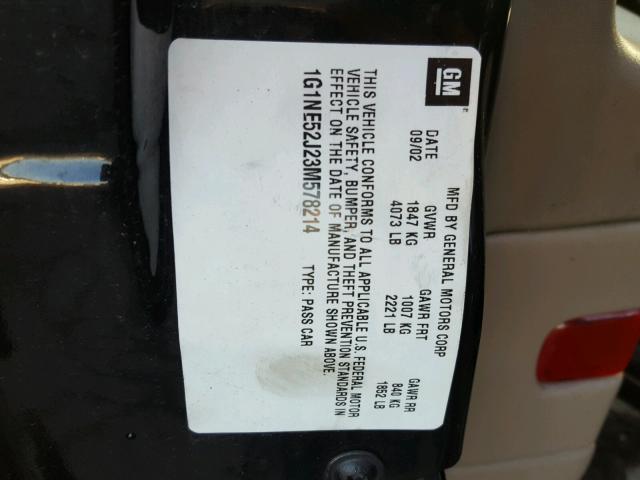 GM
MFD BY GENERAL MOTORS CORP
DATE GVWR GAWR FRT GAWR RR
09/02 1847 KG 1007 KG 840 KG
4073 LB 2221 LB 1852 LB
THIS VEHICLE CONFORMS TO ALL APPLICABLE U.S. FEDERAL MOTOR
VEHICLE SAFETY, BUMPER, AND THEFT PREVENTION STANDARDS IN
EFFECT ON THE DATE OF MANUFACTURE SHOWN ABOVE.
1G1NE52J23M578214 TYPE: PASS CAR